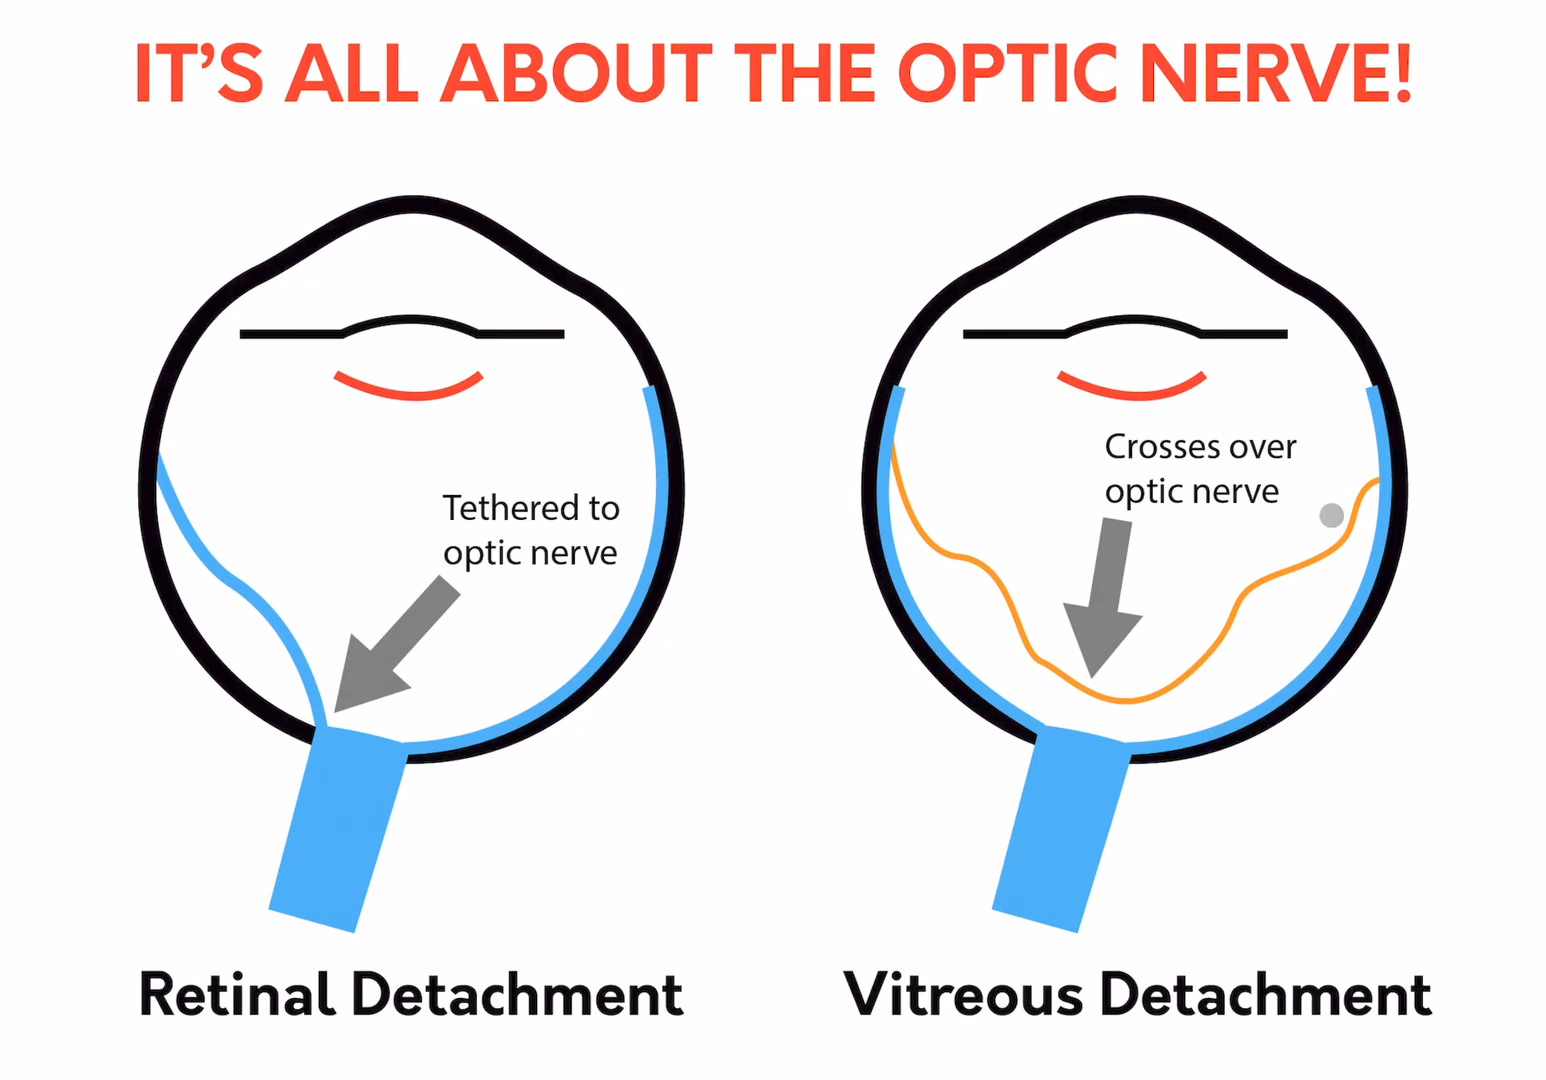 IT’S ALL ABOUT THE OPTIC NERVE!
Tethered to
optic nerve
Crosses over
optic nerve
Retinal Detachment
Vitreous Detachment